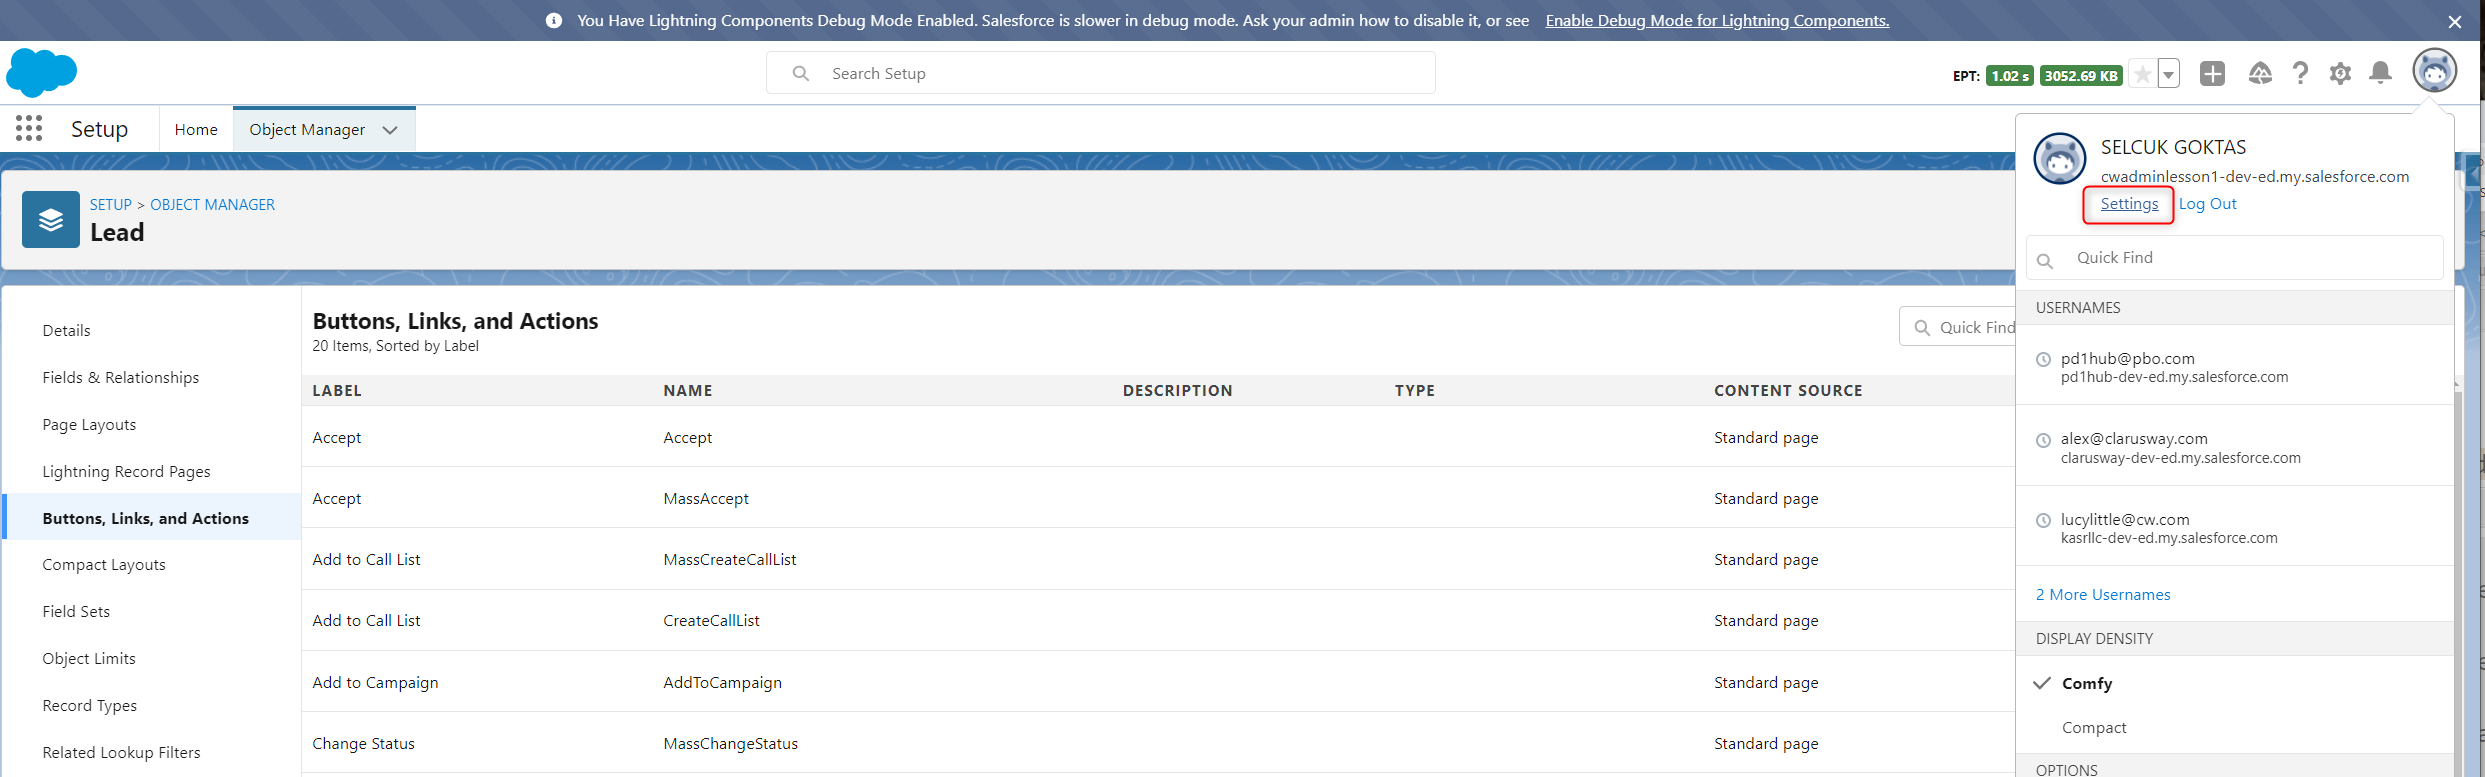 You Have Lightning Components Debug Mode Enabled. Salesforce is slower in debug mode. Ask your admin how to disable it, or see Enable Debug Mode for Lightning Components.
Search Setup
EPT: 1.02 s 3052.69 KB
Setup
Home
Object Manager
SETUP > OBJECT MANAGER
Lead
Details
Fields & Relationships
Page Layouts
Lightning Record Pages
Buttons, Links, and Actions
Compact Layouts
Field Sets
Object Limits
Record Types
Related Lookup Filters
Buttons, Links, and Actions
20 Items, Sorted by Label
Quick Find
LABEL NAME DESCRIPTION TYPE CONTENT SOURCE
Accept Accept Standard page
Accept MassAccept Standard page
Add to Call List MassCreateCallList Standard page
Add to Call List CreateCallList Standard page
Add to Campaign AddToCampaign Standard page
Change Status MassChangeStatus Standard page
SELCUK GOKTAS
cwadminlesson1-dev-ed.my.salesforce.com
Settings Log Out
Quick Find
USERNAMES
pd1hub@pbo.com
pd1hub-dev-ed.my.salesforce.com
alex@clarusway.com
clarusway-dev-ed.my.salesforce.com
lucylittle@cw.com
kasrllc-dev-ed.my.salesforce.com
2 More Usernames
DISPLAY DENSITY
Comfy
Compact
OPTIONS